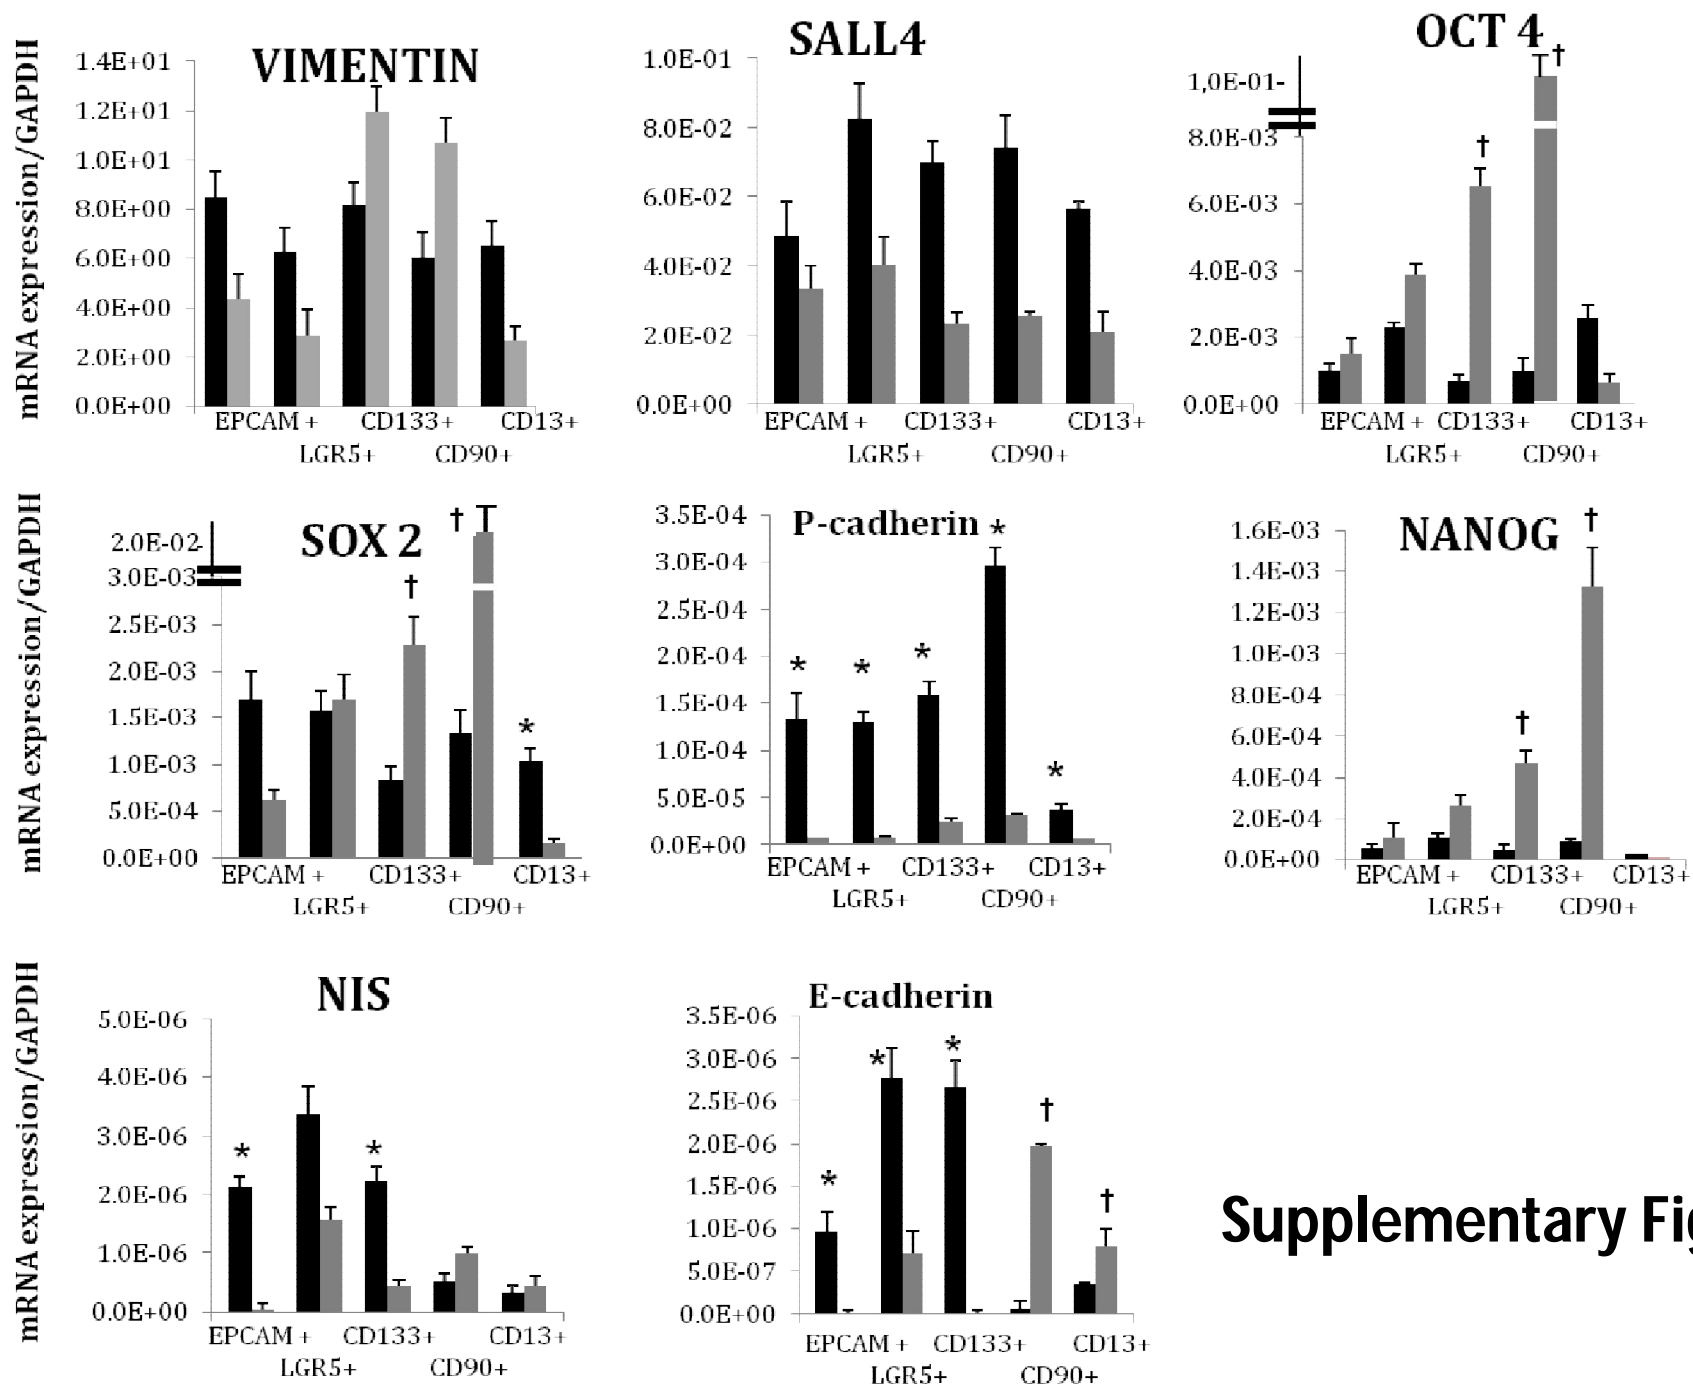 mRNA expression/GAPDH
VIMENTIN
1.4E+01
1.2E+01
1.0E+01
8.0E+00
6.0E+00
4.0E+00
2.0E+00
0.0E+00
EPCAM + CD133+ CD13+
LGR5+ CD90+
SALL4
1.0E-01
8.0E-02
6.0E-02
4.0E-02
2.0E-02
0.0E+00
EPCAM + CD133+ CD13+
LGR5+ CD90+
OCT 4
†
1,0E-01-
8.0E-03
†
6.0E-03
4.0E-03
2.0E-03
0.0E+00
EPCAM + CD133+ CD13+
LGR5+ CD90+
mRNA expression/GAPDH
SOX 2
†
2.0E-02-
3.0E-03
†
2.5E-03
2.0E-03
1.5E-03
*
1.0E-03
5.0E-04
0.0E+00
EPCAM + CD133+ CD13+
LGR5+ CD90+
P-cadherin *
3.5E-04
3.0E-04
2.5E-04
2.0E-04
* * *
1.5E-04
1.0E-04
*
5.0E-05
0.0E+00
EPCAM + CD133+ CD13+
LGR5+ CD90+
NANOG
†
1.6E-03
1.4E-03
1.2E-03
1.0E-03
8.0E-04
†
6.0E-04
4.0E-04
2.0E-04
0.0E+00
EPCAM + CD133+ CD13+
LGR5+ CD90+
mRNA expression/GAPDH
NIS
5.0E-06
4.0E-06
3.0E-06
* *
2.0E-06
1.0E-06
0.0E+00
EPCAM + CD133+ CD13+
LGR5+ CD90+
E-cadherin
3.5E-06
* *
3.0E-06
2.5E-06
†
2.0E-06
*
1.5E-06
†
1.0E-06
5.0E-07
0.0E+00
EPCAM + CD133+ CD13+
LGR5+ CD90+
Supplementary Fig